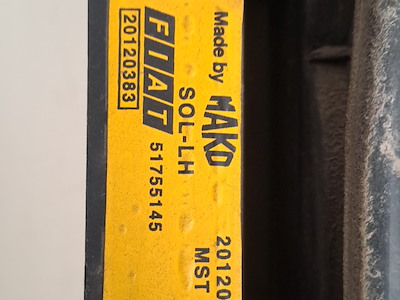 Made by MAKO
SOL-LH
FIAT 51755145
20120383
20120
MST